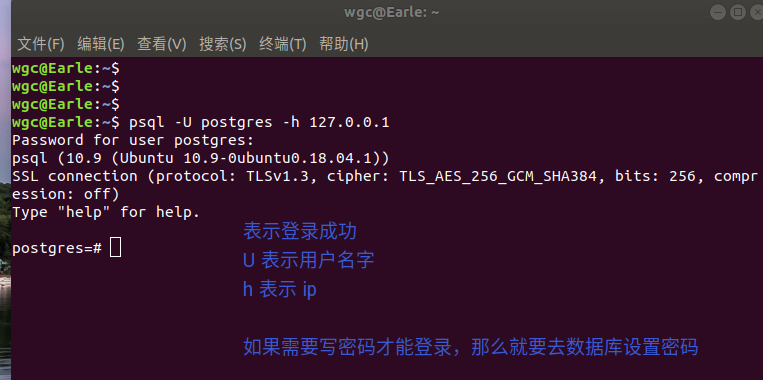 wgc@Earle: ~
文件(F) 编辑(E) 查看(V) 搜索(S) 终端(T) 帮助(H)
wgc@Earle:~$
wgc@Earle:~$
wgc@Earle:~$
wgc@Earle:~$ psql -U postgres -h 127.0.0.1
Password for user postgres:
psql (10.9 (Ubuntu 10.9-0ubuntu0.18.04.1))
SSL connection (protocol: TLSv1.3, cipher: TLS_AES_256_GCM_SHA384, bits: 256, compr
ession: off)
Type "help" for help.
表示登录成功
postgres=#
U 表示用户名字
h 表示 ip
如果需要写密码才能登录，那么就要去数据库设置密码